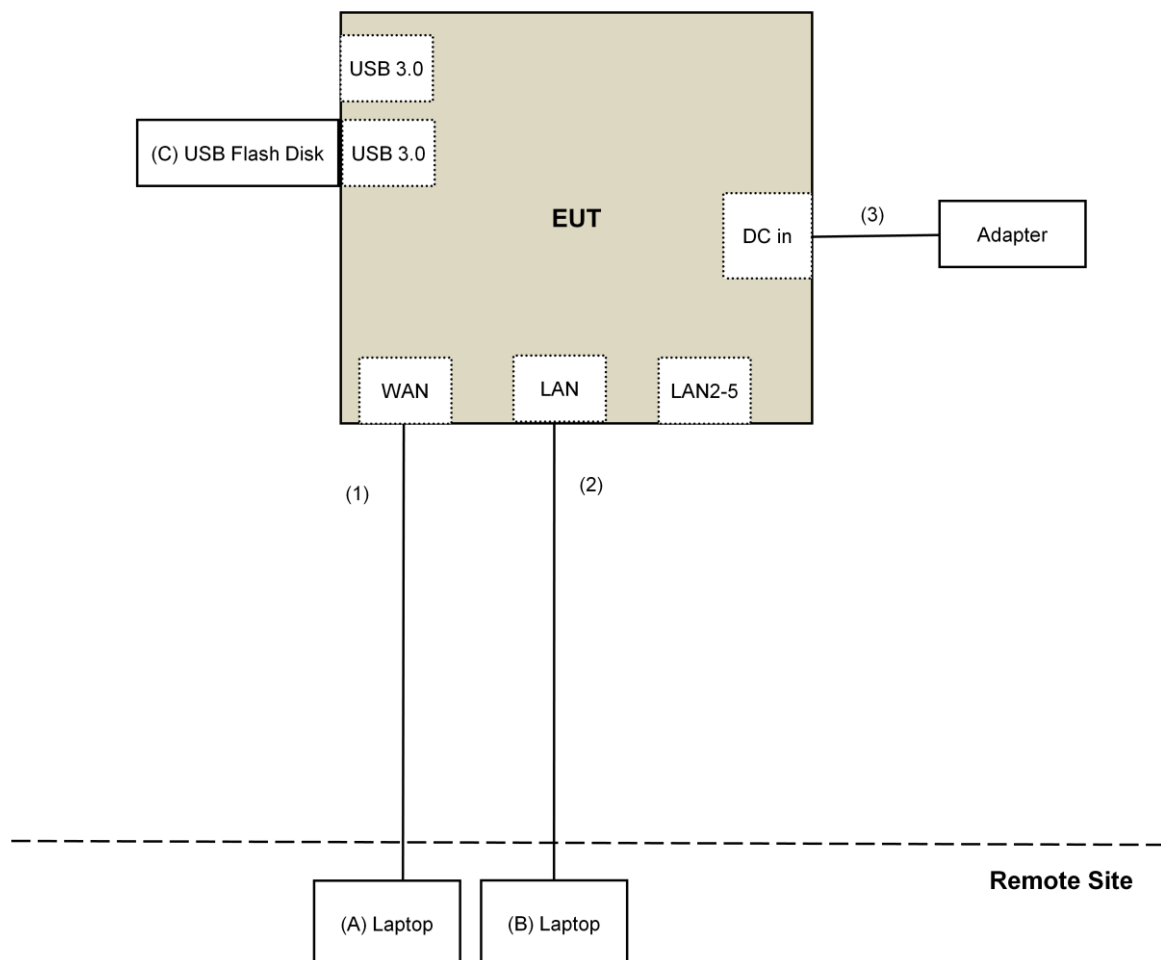 USB 3.0
(C) USB Flash Disk
USB 3.0
EUT
DC in
(3)
Adapter
WAN
LAN
LAN2-5
(1)
(2)
Remote Site
(A) Laptop
(B) Laptop